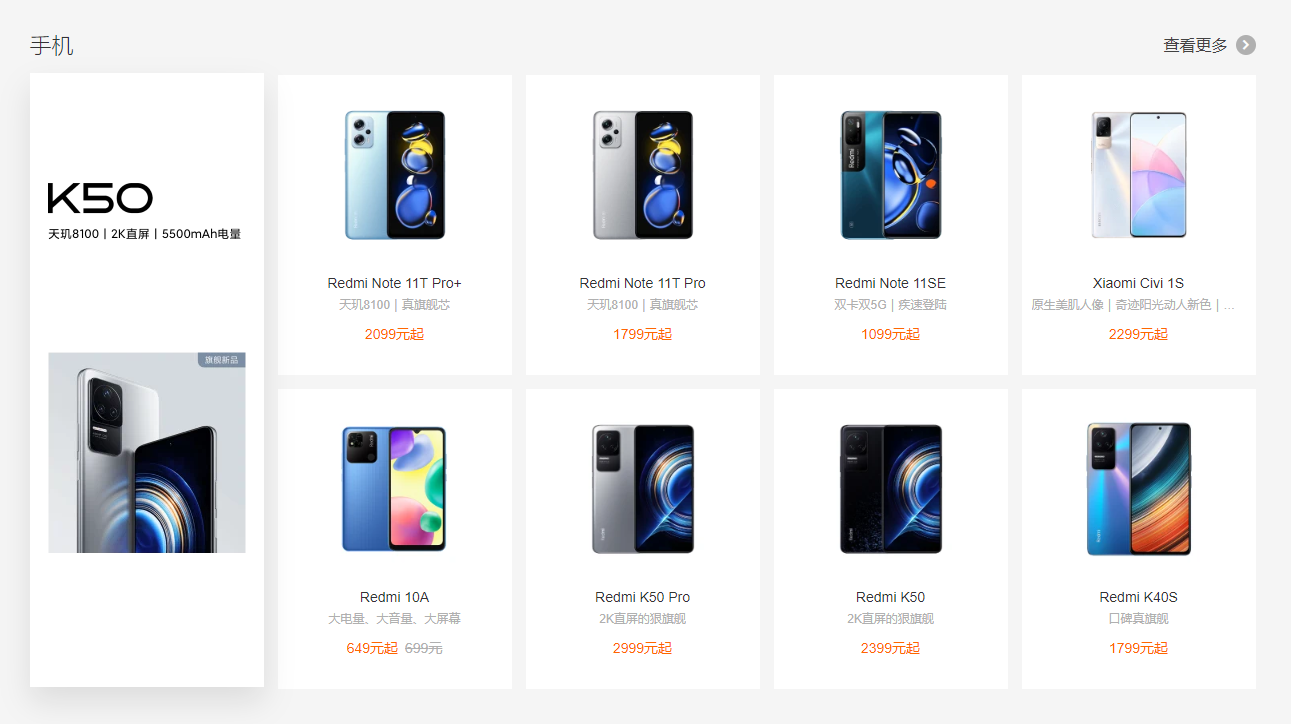 手机
查看更多
K50
天玑8100 | 2K直屏 | 5500mAh电量
旗舰新品
Redmi Note 11T Pro+
天玑8100 | 真旗舰芯
2099元起
Redmi Note 11T Pro
天玑8100 | 真旗舰芯
1799元起
Redmi Note 11SE
双卡双5G | 疾速登陆
1099元起
Xiaomi Civi 1S
原生美肌人像 | 奇迹阳光动人新色 | ...
2299元起
Redmi 10A
大电量、大音量、大屏幕
649元起 699元
Redmi K50 Pro
2K直屏的狠旗舰
2999元起
Redmi K50
2K直屏的狠旗舰
2399元起
Redmi K40S
口碑真旗舰
1799元起